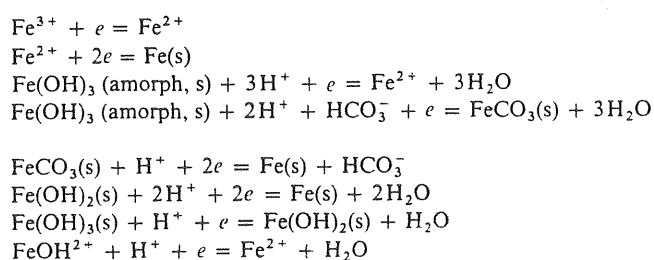 Fe³⁺ + e = Fe²⁺
Fe²⁺ + 2e = Fe(s)
Fe(OH)₃ (amorph, s) + 3H⁺ + e = Fe²⁺ + 3H₂O
Fe(OH)₃ (amorph, s) + 2H⁺ + HCO₃⁻ + e = FeCO₃(s) + 3H₂O
FeCO₃(s) + H⁺ + 2e = Fe(s) + HCO₃⁻
Fe(OH)₂(s) + 2H⁺ + 2e = Fe(s) + 2H₂O
Fe(OH)₃(s) + H⁺ + e = Fe(OH)₂(s) + H₂O
FeOH²⁺ + H⁺ + e = Fe²⁺ + H₂O